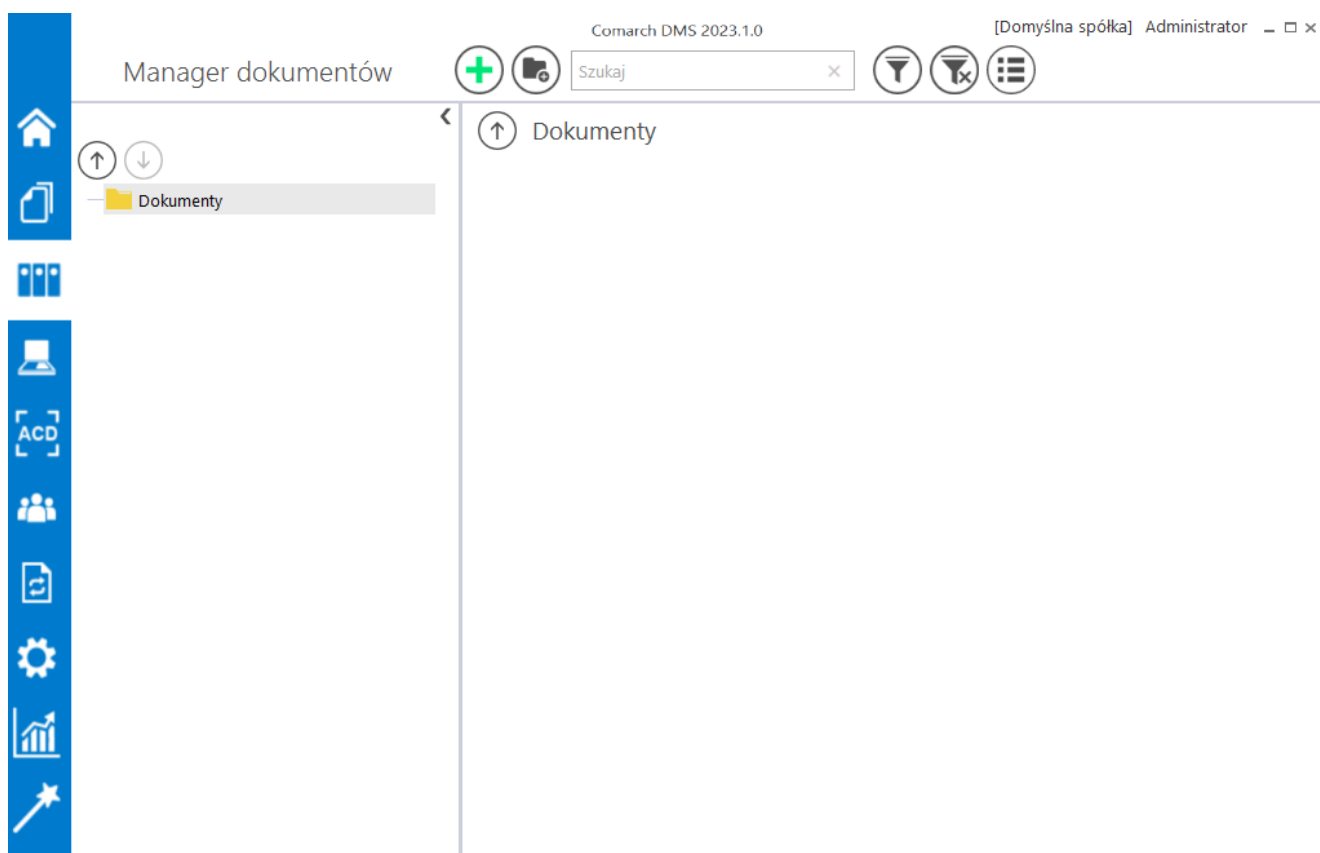 Comarch DMS 2023.1.0
[Domyślna spółka] Administrator
Manager dokumentów
Szukaj
Dokumenty
Dokumenty
ACD